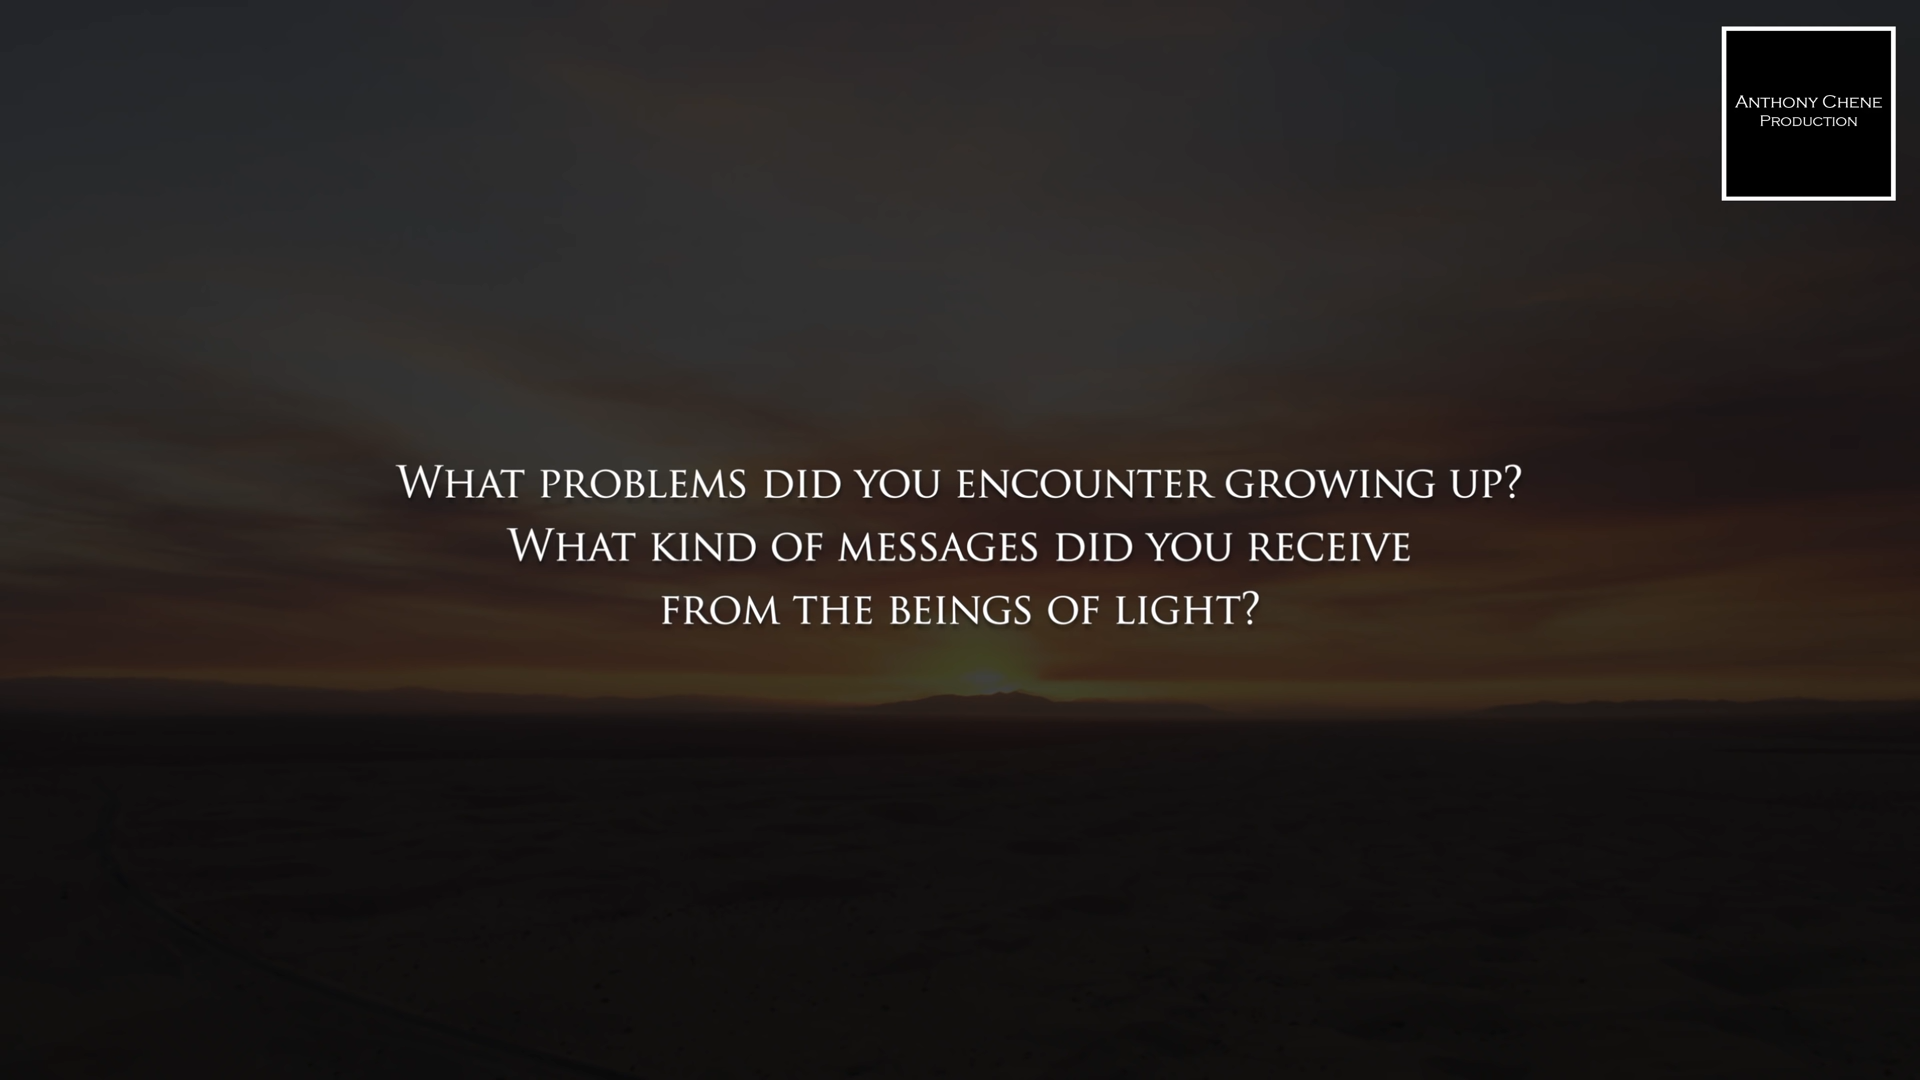 Anthony Chene
Production
What problems did you encounter growing up?
What kind of messages did you receive
from the beings of light?